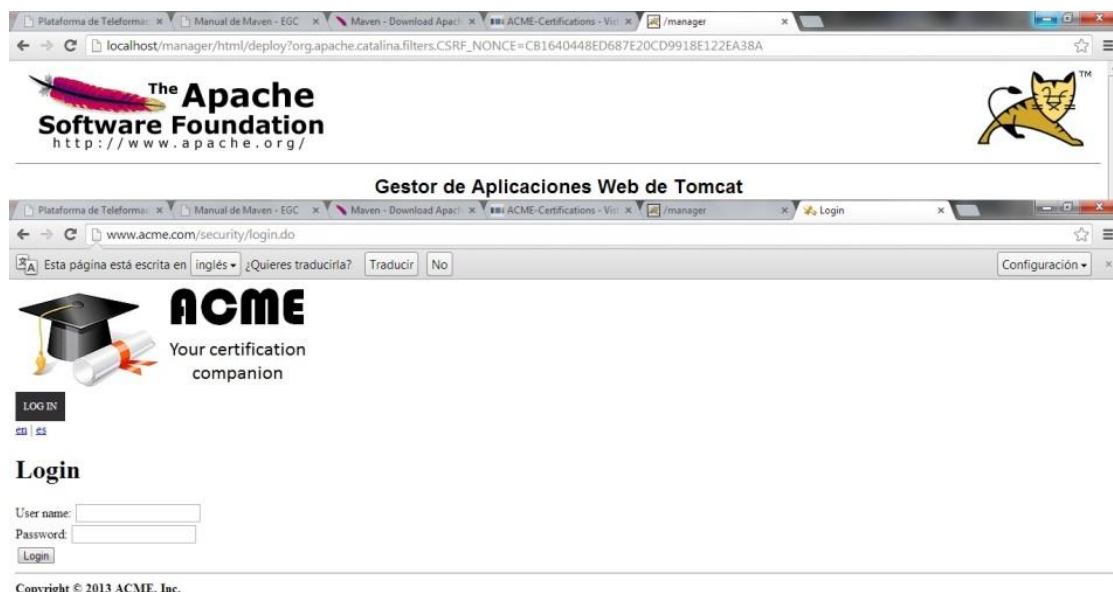 Plataforma de Teleformac
Manual de Maven - EGC
Maven - Download Apach
ACME-Certifications - Vist
/manager
localhost/manager/html/deploy?org.apache.catalina.filters.CSRF_NONCE=CB1640448ED687E20CD9918E122EA38A
The Apache
Software Foundation
http://www.apache.org/
TM
Gestor de Aplicaciones Web de Tomcat
Plataforma de Teleformac
Manual de Maven - EGC
Maven - Download Apach
ACME-Certifications - Vist
/manager
Login
www.acme.com/security/login.do
Esta página está escrita en inglés ¿Quieres traducirla? Traducir No Configuración
ACME
Your certification
companion
LOG IN
en | es
Login
User name:
Password:
Login
Copyright © 2013 ACME, Inc.